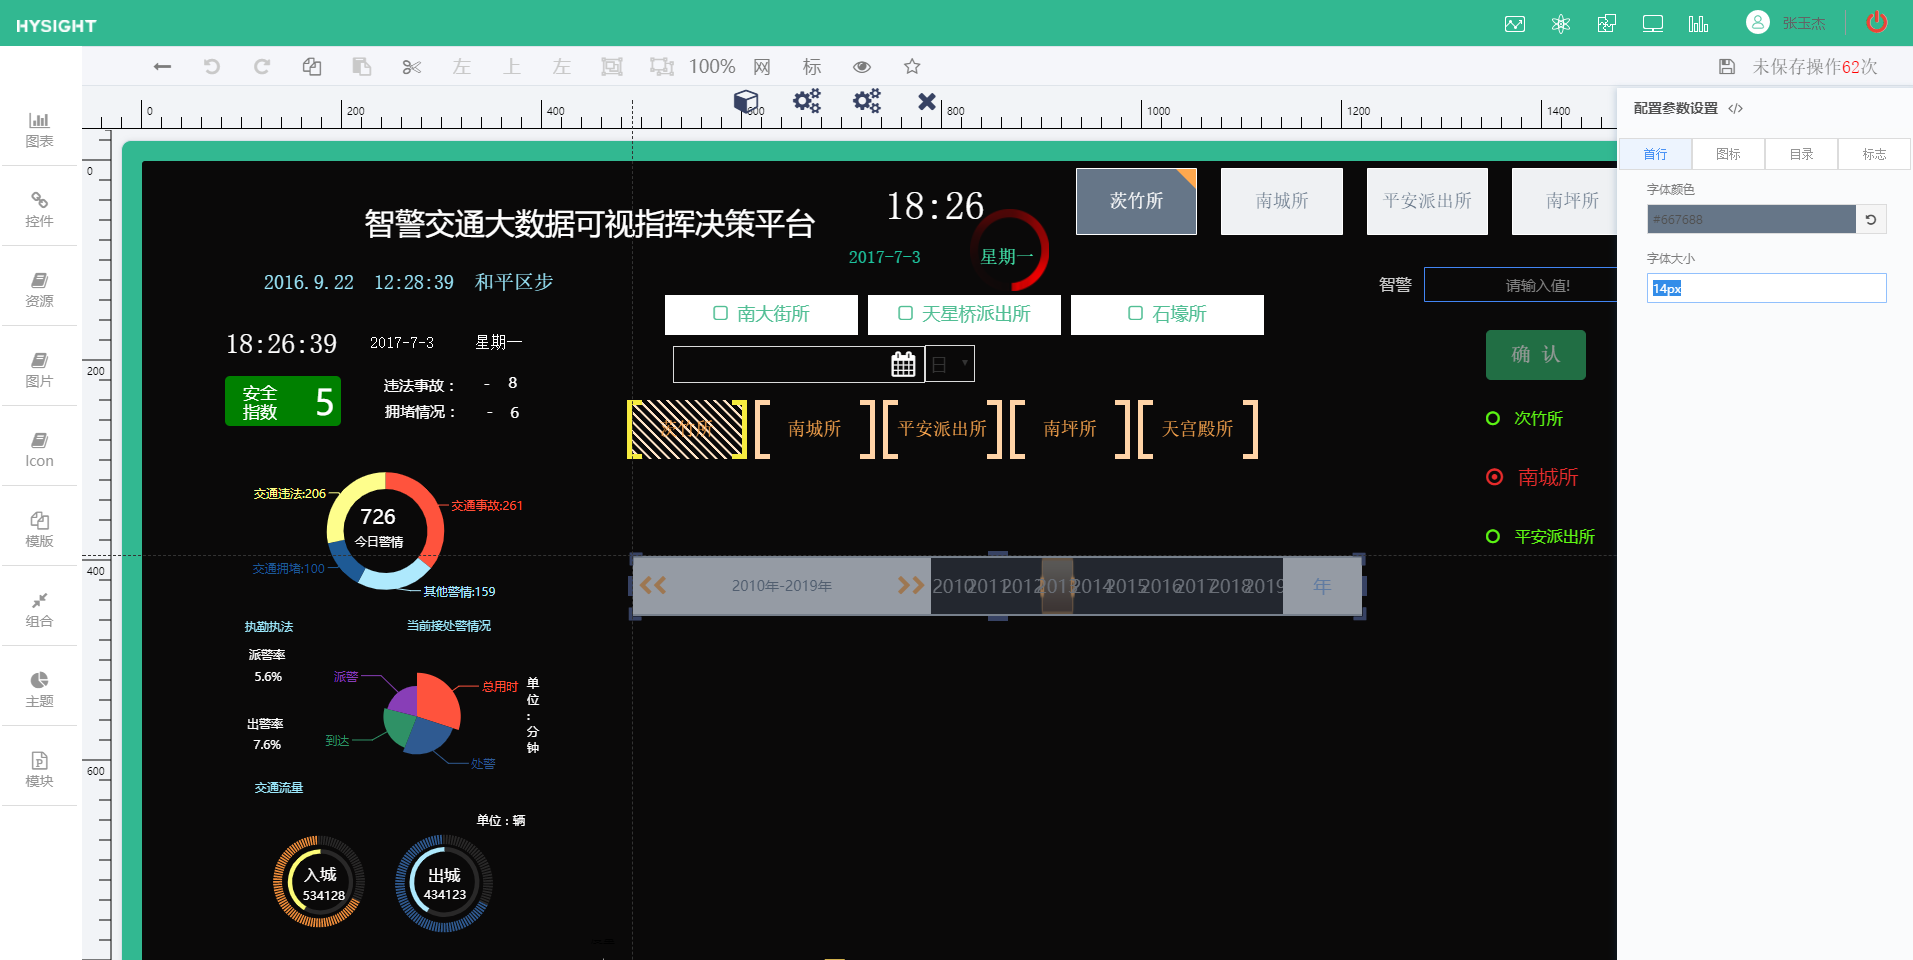 HYSIGHT
张玉杰
左 上 左 100% 网 标
未保存操作62次
0 200 400 600 800 1000 1200 1400
0
200
400
600
图表
控件
资源
图片
Icon
模版
组合
主题
模块
配置参数设置 </>
首行 图标 目录 标志
字体颜色
#667688
字体大小
14px
智警交通大数据可视指挥决策平台
18:26
2017-7-3 星期一
茨竹所 南城所 平安派出所 南坪所
2016.9.22 12:28:39 和平区步
智警 请输入值!
南大街所 天星桥派出所 石壕所
18:26:39 2017-7-3 星期一
日
确 认
安全
指数 5
违法事故： - 8
拥堵情况： - 6
茨竹所 南城所 平安派出所 南坪所 天宫殿所
次竹所
南城所
平安派出所
交通违法:206
交通事故:261
726
今日警情
交通拥堵:100
其他警情:159
2010年-2019年 2010 2011 2012 2013 2014 2015 2016 2017 2018 2019 年
执勤执法 当前接处警情况
派警率
5.6%
出警率
7.6%
派警
总用时
到达
处警
单位:分钟
交通流量
单位：辆
入城
534128
出城
434123